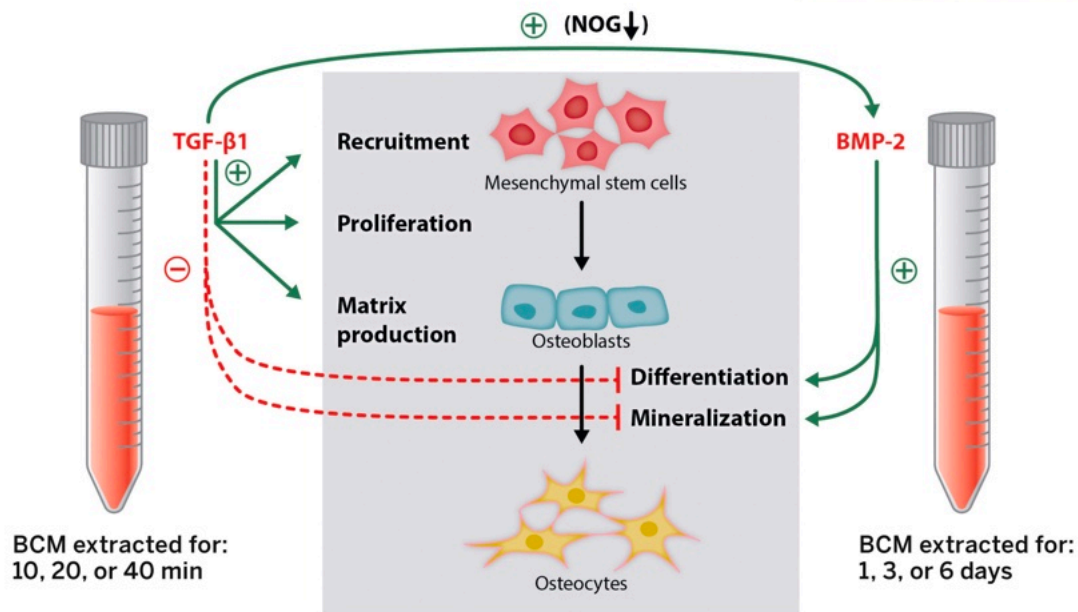 ⊕ (NOG↓)
TGF-β1
⊕
Recruitment
Mesenchymal stem cells
BMP-2
Proliferation
⊖
⊕
Matrix
production
Osteoblasts
Differentiation
Mineralization
BCM extracted for:
10, 20, or 40 min
Osteocytes
BCM extracted for:
1, 3, or 6 days